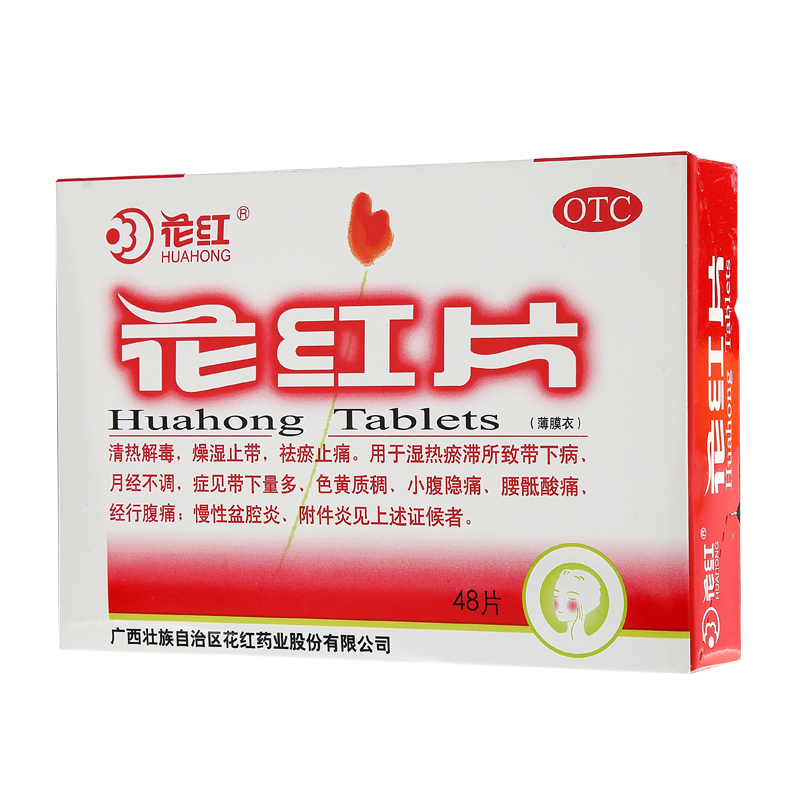 花红®
HUAHONG
OTC
花红片
Huahong Tablets (薄膜衣)
清热解毒，燥湿止带，祛瘀止痛。用于湿热瘀滞所致带下病、
月经不调，症见带下量多、色黄质稠、小腹隐痛、腰骶酸痛、
经行腹痛；慢性盆腔炎、附件炎见上述证候者。
48片
广西壮族自治区花红药业股份有限公司
花红片
Huahong Tablets
花红
HUAHONG